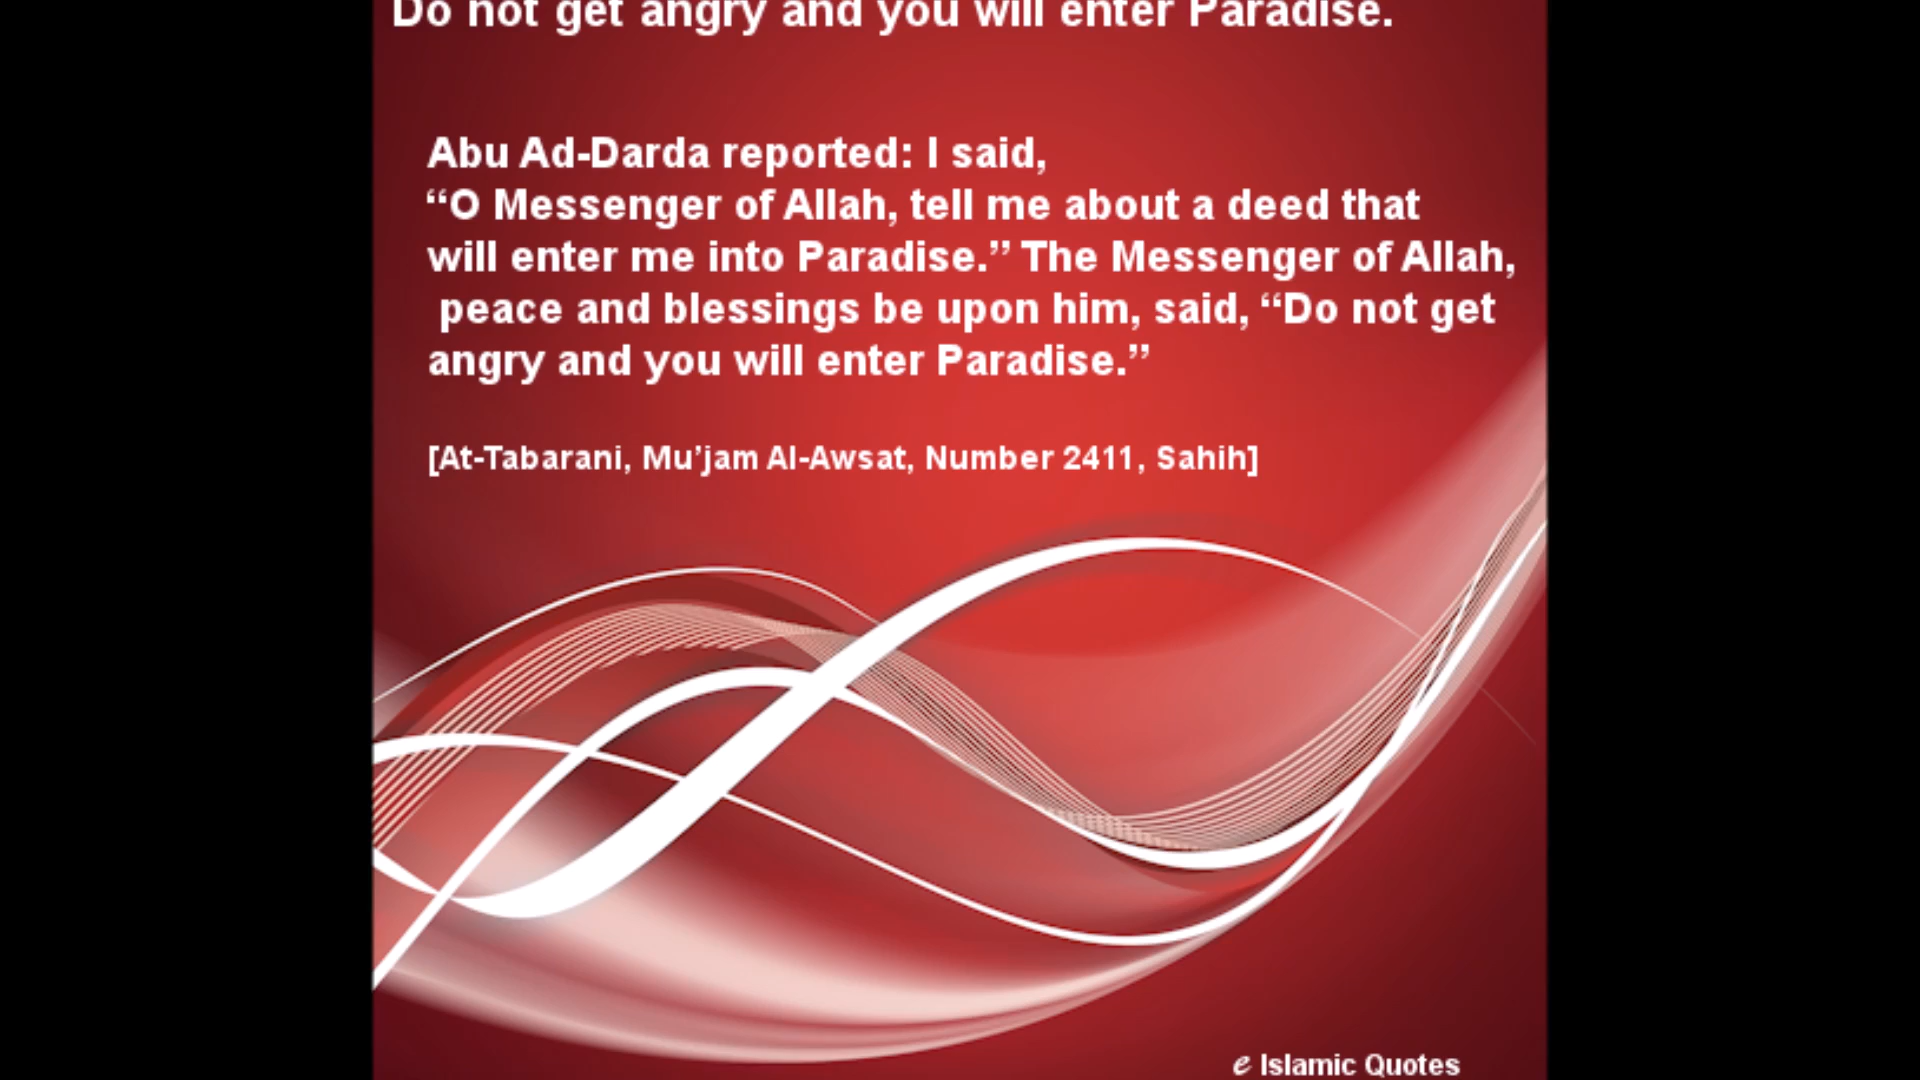 Do not get angry and you will enter Paradise.
Abu Ad-Darda reported: I said,
“O Messenger of Allah, tell me about a deed that
will enter me into Paradise.” The Messenger of Allah,
peace and blessings be upon him, said, “Do not get
angry and you will enter Paradise.”
[At-Tabarani, Mu’jam Al-Awsat, Number 2411, Sahih]
e Islamic Quotes